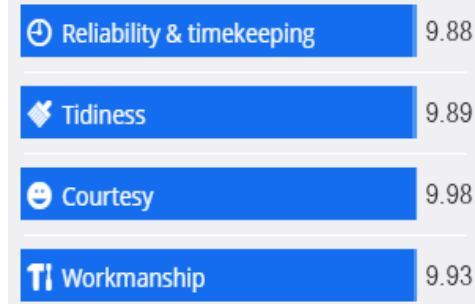 Reliability & timekeeping 9.88
Tidiness 9.89
Courtesy 9.98
Workmanship 9.93